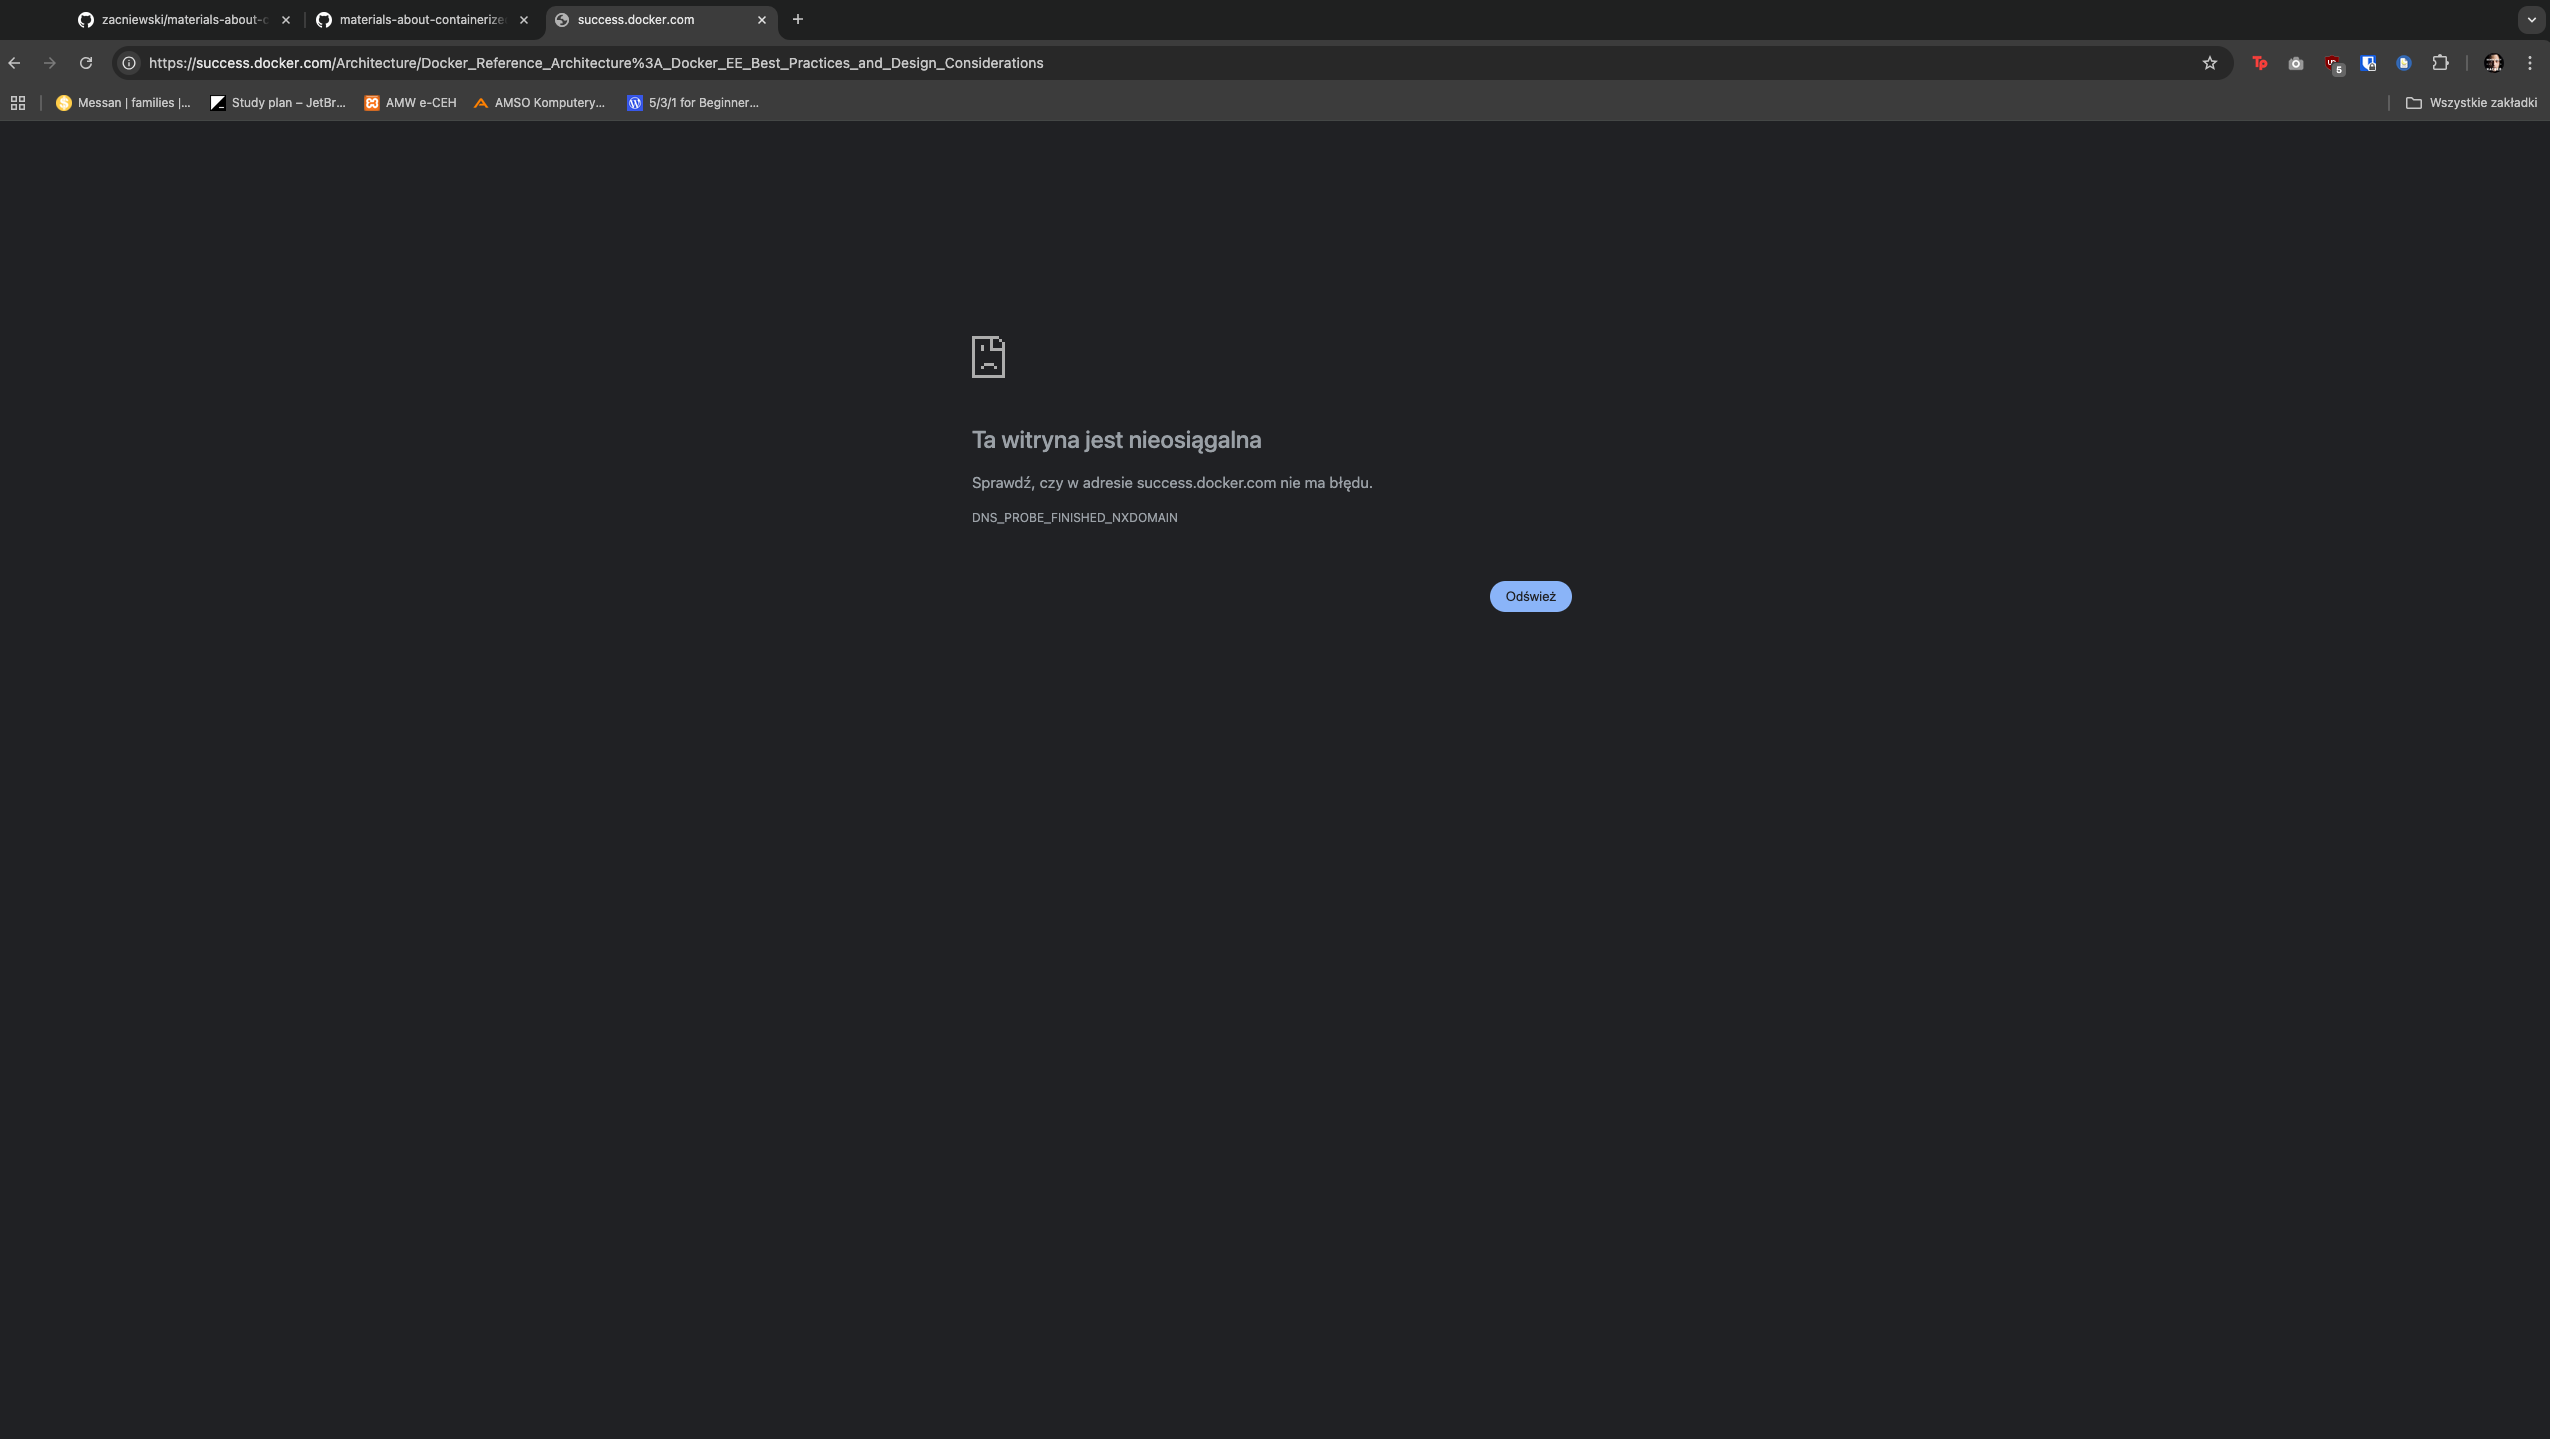 zacniewski/materials-about-c
materials-about-containerize
success.docker.com
https://success.docker.com/Architecture/Docker_Reference_Architecture%3A_Docker_EE_Best_Practices_and_Design_Considerations
Tp
5
Messan | families |...
Study plan – JetBr...
AMW e-CEH
AMSO Komputery...
5/3/1 for Beginner...
Wszystkie zakładki
Ta witryna jest nieosiągalna
Sprawdź, czy w adresie success.docker.com nie ma błędu.
DNS_PROBE_FINISHED_NXDOMAIN
Odśwież